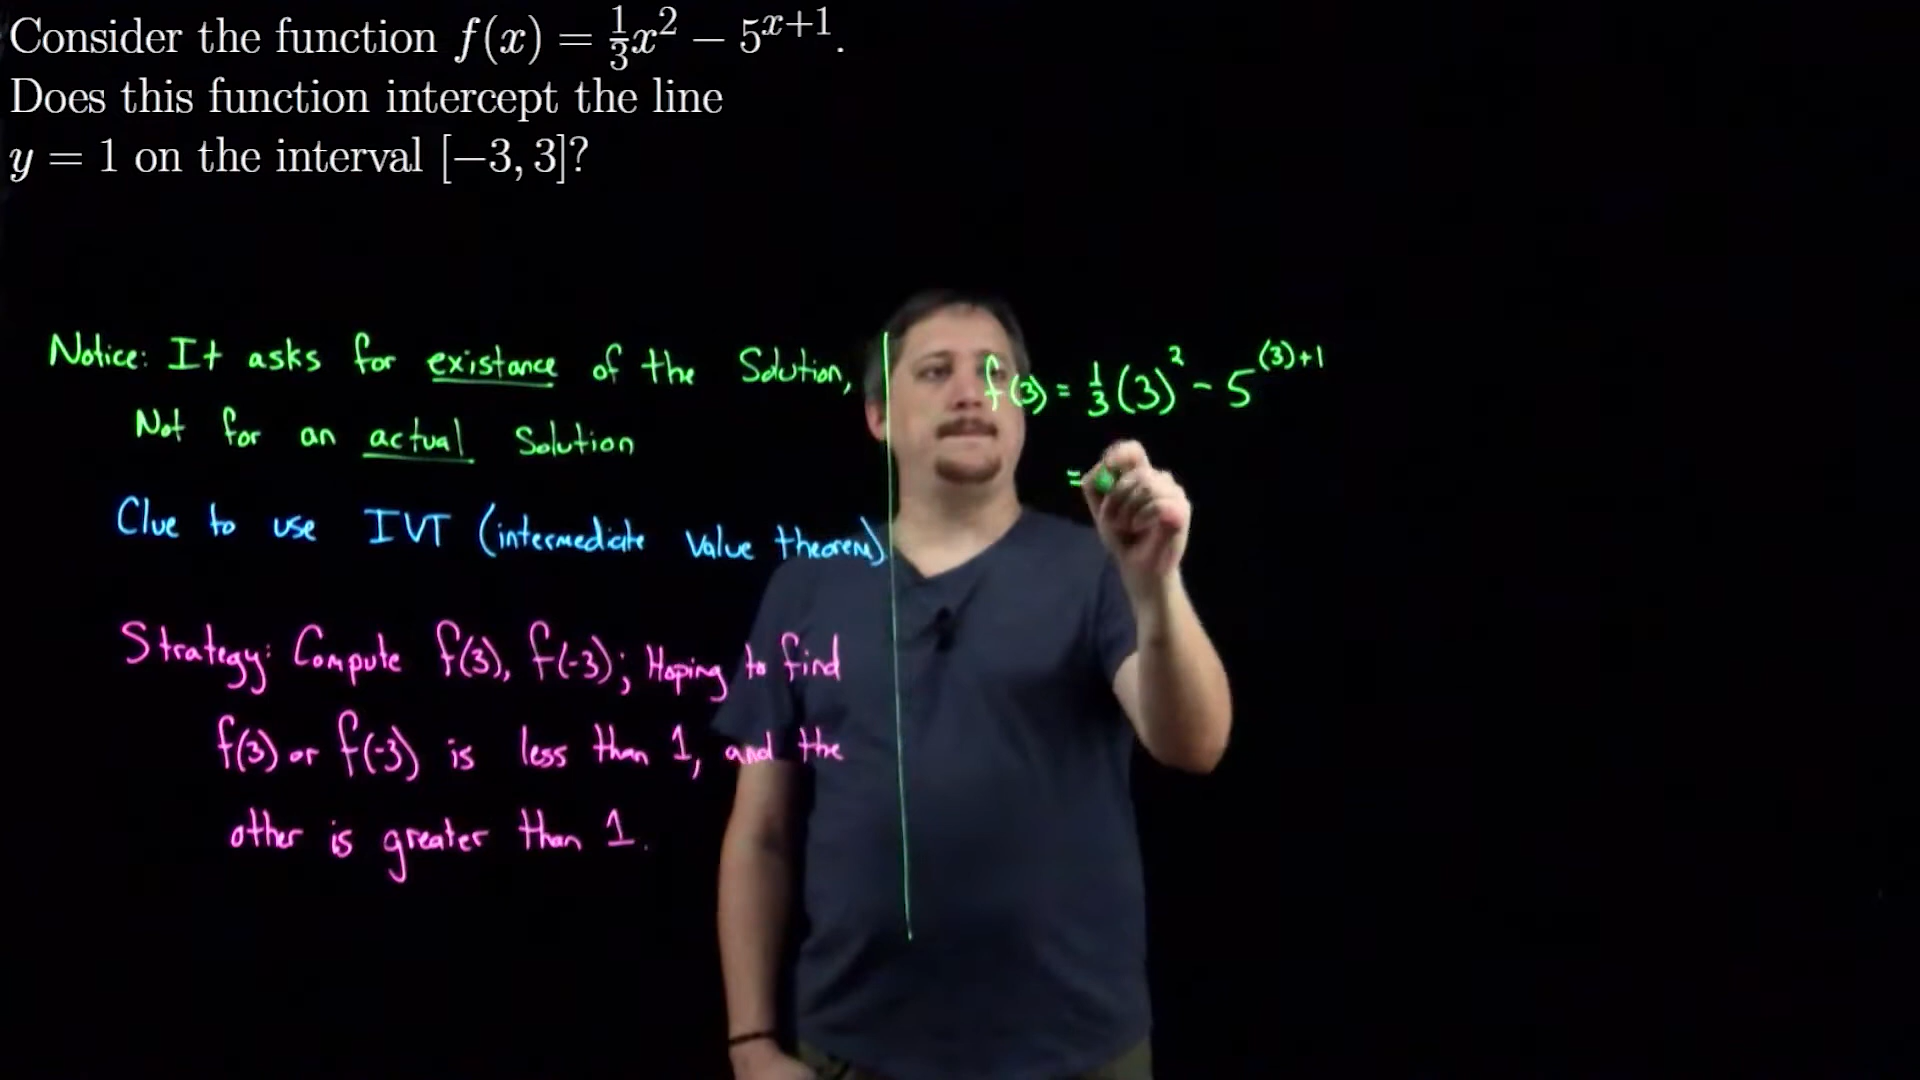 Consider the function f(x) = 1/3x² − 5^{x+1}.
Does this function intercept the line
y = 1 on the interval [−3, 3]?
Notice: It asks for existance of the Solution,
Not for an actual Solution
Clue to use IVT (intermediate value theorem)
Strategy: Compute f(3), f(-3); Hoping to find
f(3) or f(-3) is less than 1, and the
other is greater than 1.
f(3) = 1/3(3)² - 5^{(3)+1}
=